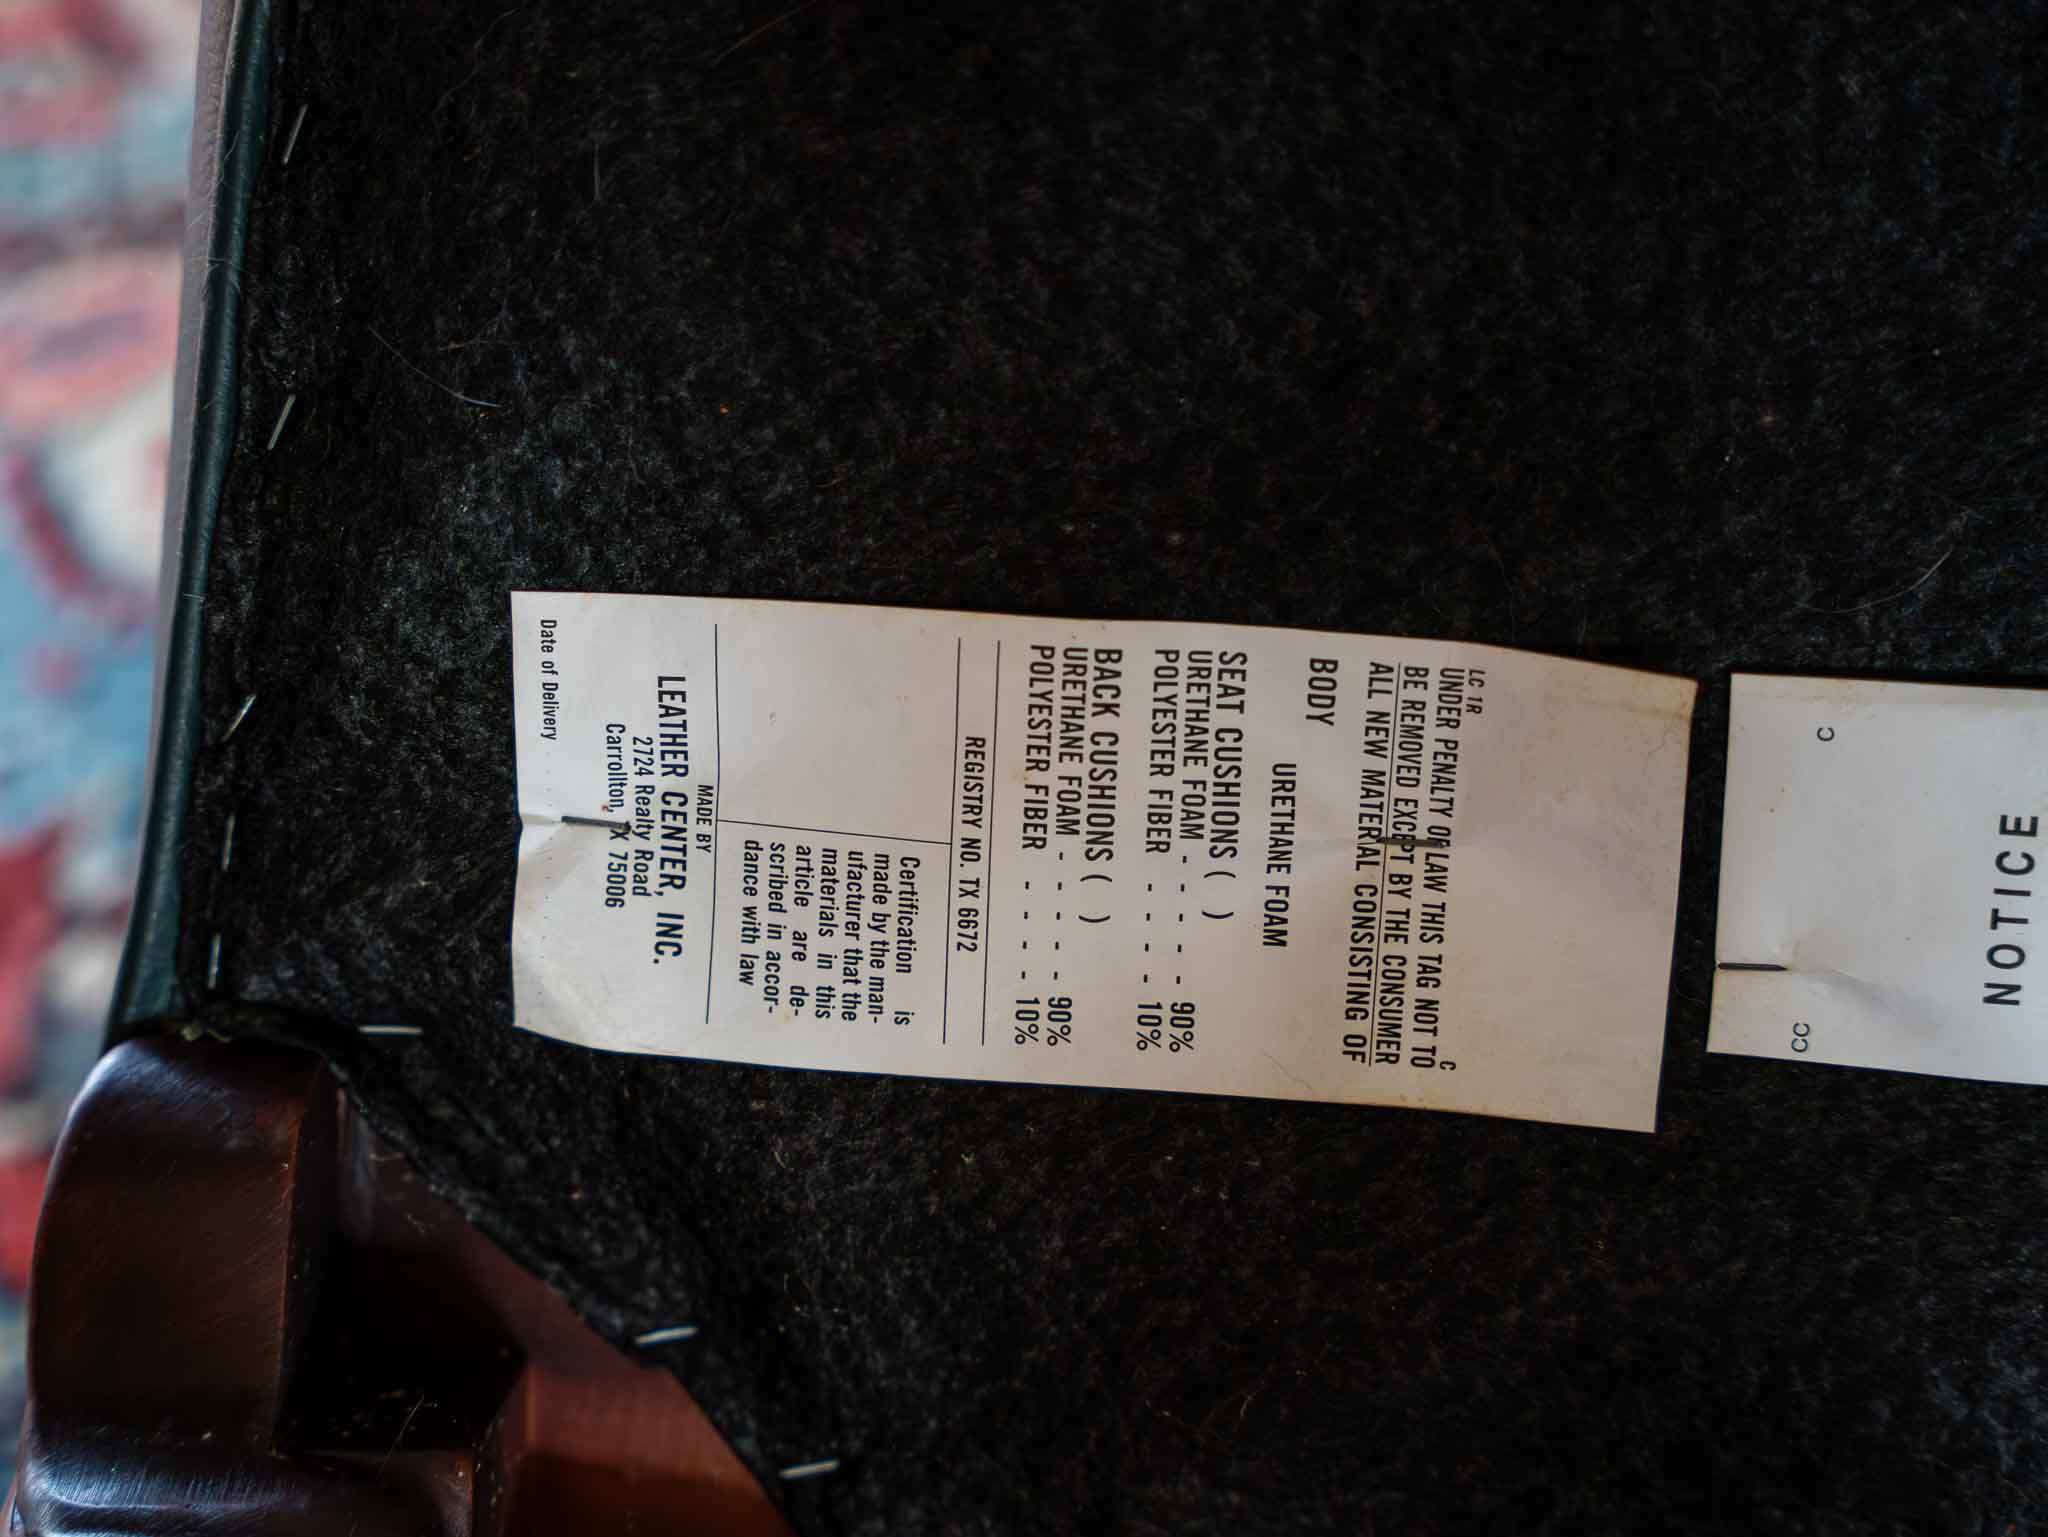 LC TR C
UNDER PENALTY OF LAW THIS TAG NOT TO
BE REMOVED EXCEPT BY THE CONSUMER
ALL NEW MATERIAL CONSISTING OF
BODY
URETHANE FOAM
SEAT CUSHIONS ( )
URETHANE FOAM - - - - - 90%
POLYESTER FIBER - - - - 10%
BACK CUSHIONS ( )
URETHANE FOAM - - - - - 90%
POLYESTER FIBER - - - - - 10%
REGISTRY NO. TX 6672
Certification is
made by the man-
ufacturer that the
materials in this
article are de-
scribed in accor-
dance with law
MADE BY
LEATHER CENTER, INC.
2724 Realty Road
Carrollton, TX 75006
Date of Delivery
C
CC
NOTICE